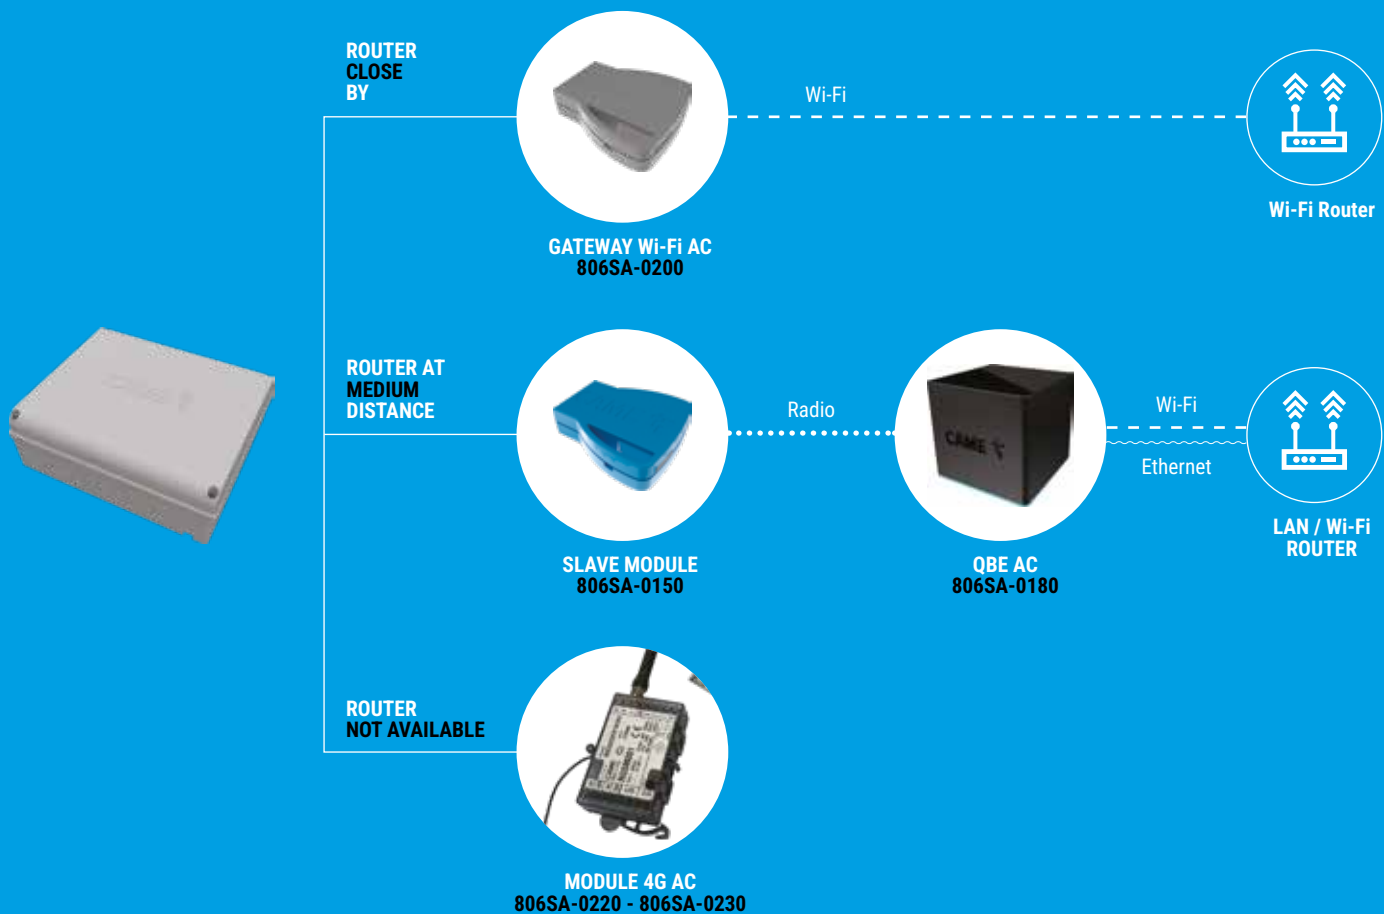 ROUTER
CLOSE
BY
Wi-Fi
Wi-Fi Router
GATEWAY Wi-Fi AC
806SA-0200
CAME
ROUTER AT
MEDIUM
DISTANCE
Radio
CAME
Wi-Fi
Ethernet
LAN / Wi-Fi
ROUTER
SLAVE MODULE
806SA-0150
QBE AC
806SA-0180
ROUTER
NOT AVAILABLE
MODULE 4G AC
806SA-0220 - 806SA-0230